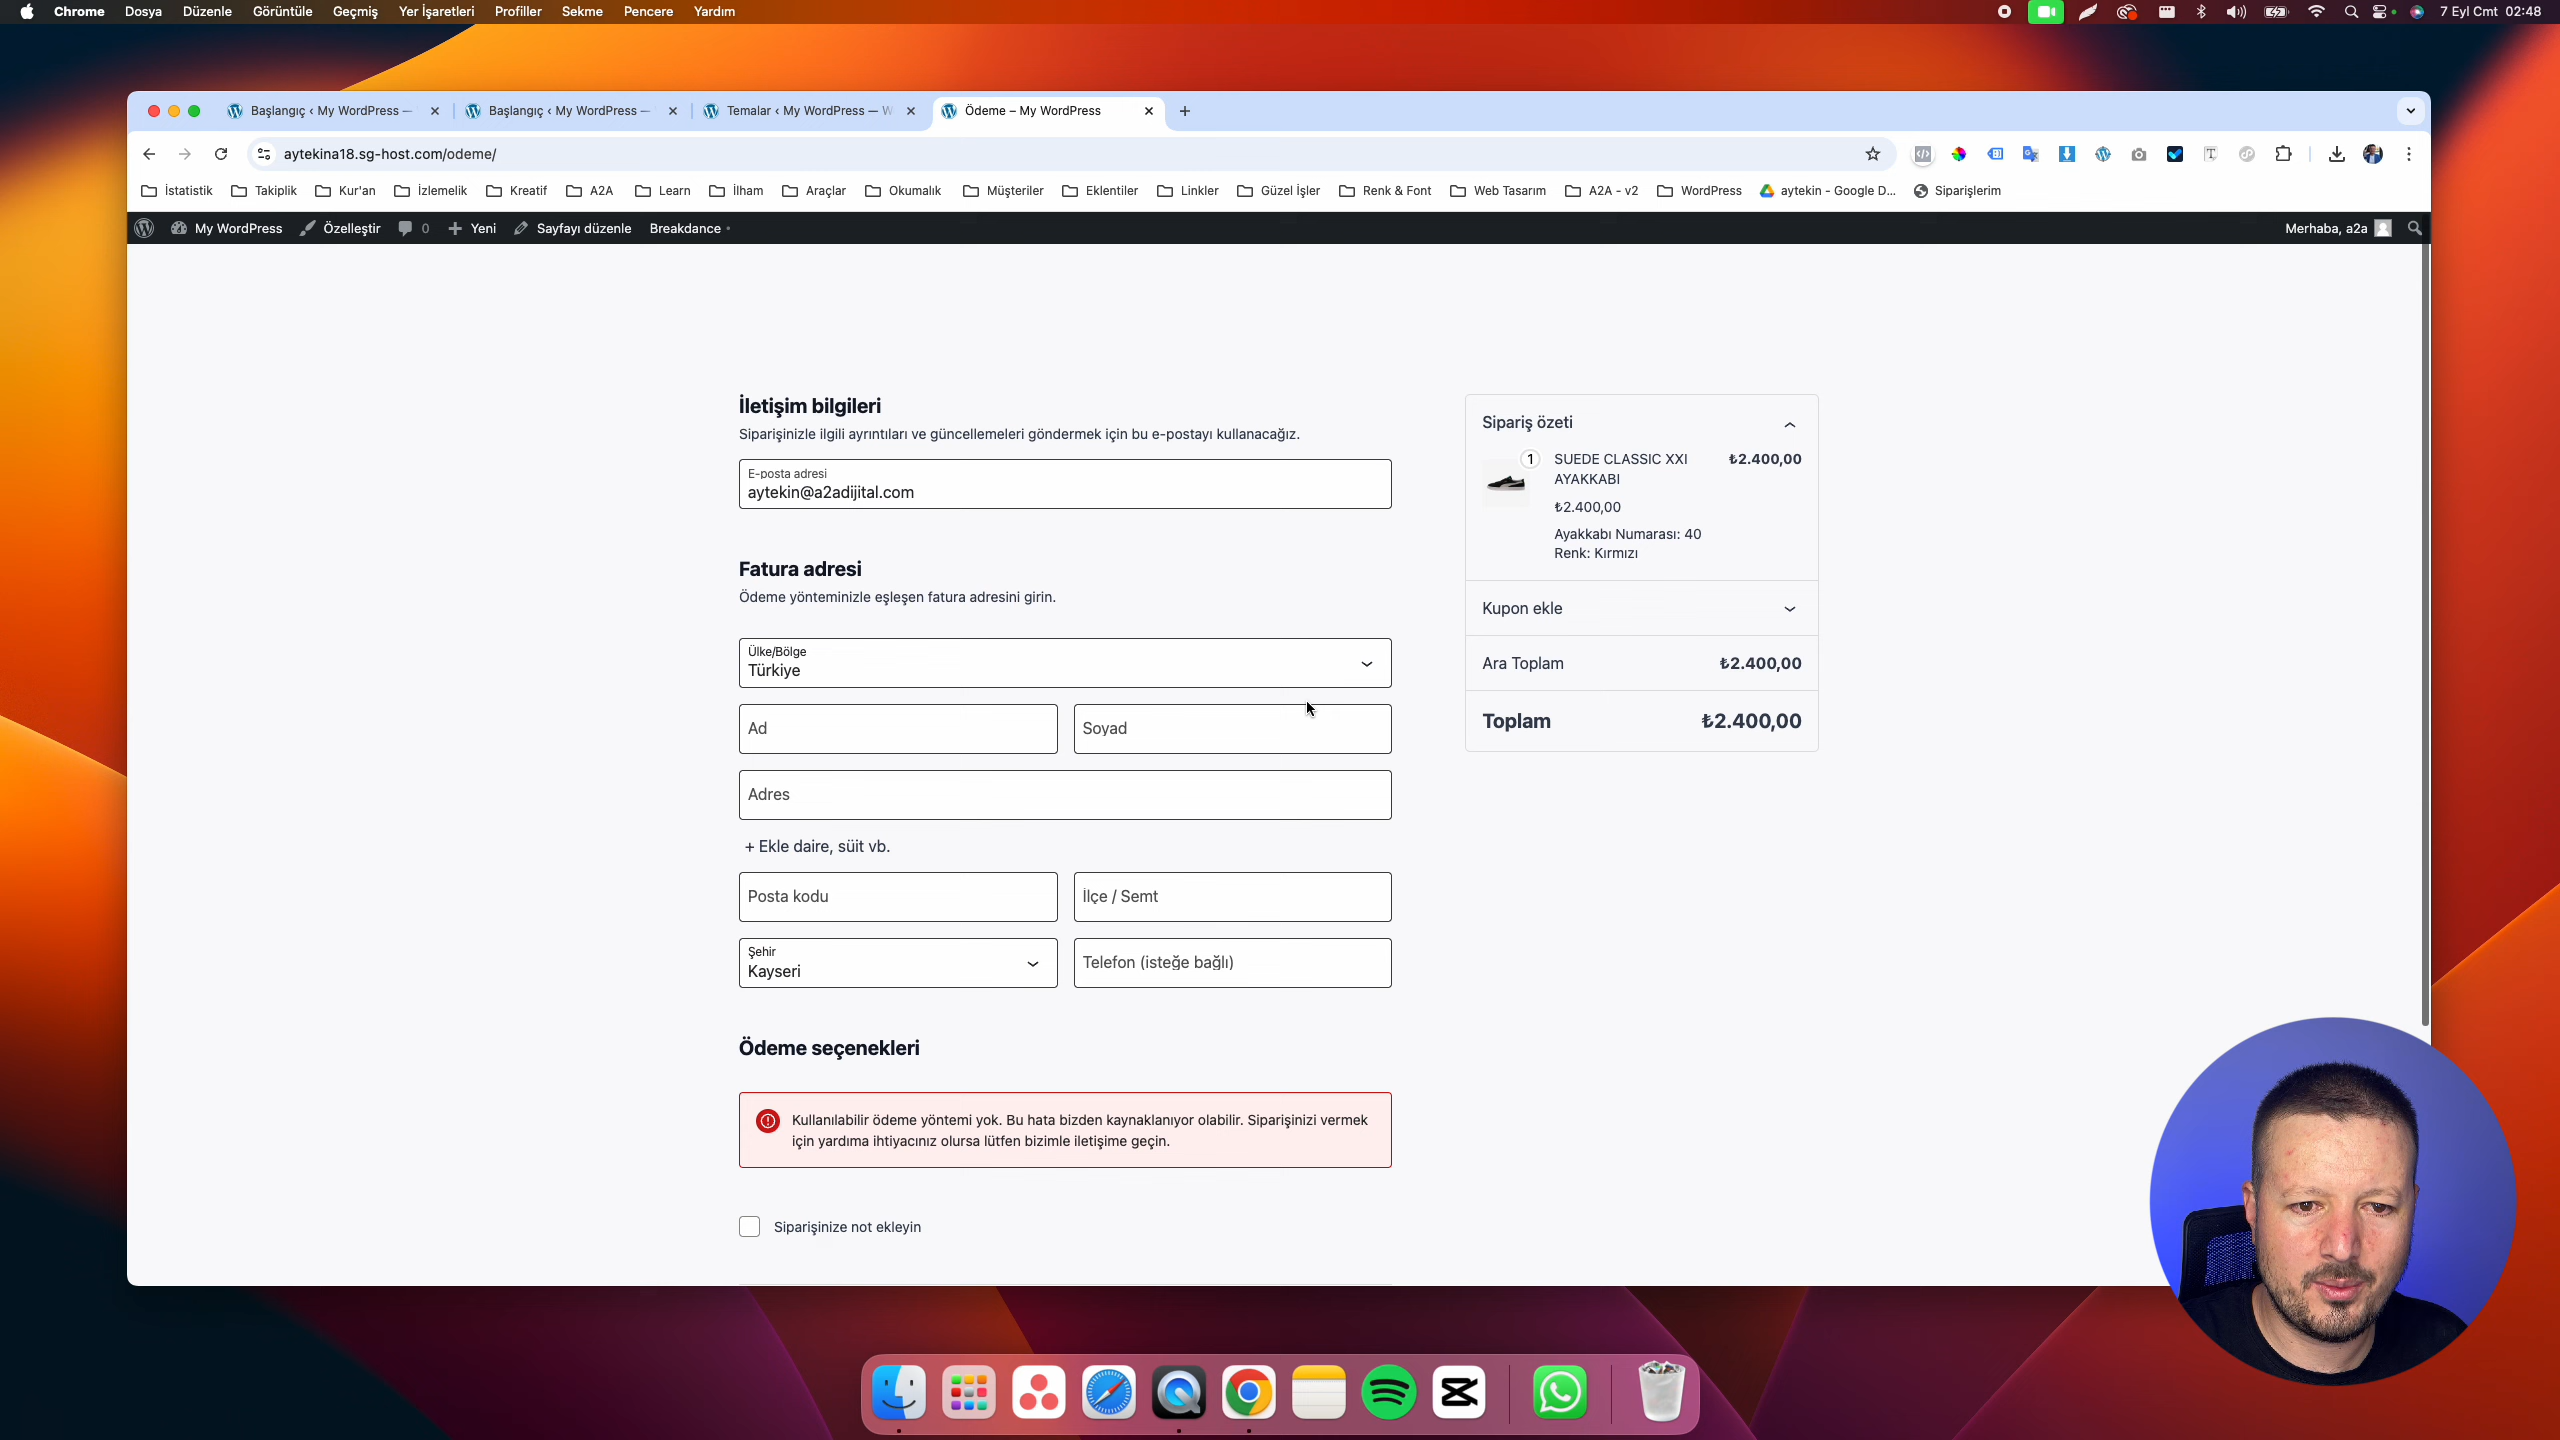 Chrome Dosya Düzenle Görüntüle Geçmiş Yer İşaretleri Profiller Sekme Pencere Yardım 7 Eyl Cmt 02:48
Başlangıç ‹ My WordPress — Başlangıç ‹ My WordPress — Temalar ‹ My WordPress — W Ödeme – My WordPress
aytekina18.sg-host.com/odeme/
İstatistik Takiplik Kur'an İzlemelik Kreatif A2A Learn İlham Araçlar Okumalık Müşteriler Eklentiler Linkler Güzel İşler Renk & Font Web Tasarım A2A - v2 WordPress aytekin - Google D... Siparişlerim
My WordPress Özelleştir 0 Yeni Sayfayı düzenle Breakdance Merhaba, a2a
İletişim bilgileri
Siparişinizle ilgili ayrıntıları ve güncellemeleri göndermek için bu e-postayı kullanacağız.
E-posta adresi
aytekin@a2adijital.com
Fatura adresi
Ödeme yönteminizle eşleşen fatura adresini girin.
Ülke/Bölge
Türkiye
Ad Soyad
Adres
+ Ekle daire, süit vb.
Posta kodu İlçe / Semt
Şehir
Kayseri
Telefon (isteğe bağlı)
Ödeme seçenekleri
Kullanılabilir ödeme yöntemi yok. Bu hata bizden kaynaklanıyor olabilir. Siparişinizi vermek
için yardıma ihtiyacınız olursa lütfen bizimle iletişime geçin.
Siparişinize not ekleyin
Sipariş özeti
1 SUEDE CLASSIC XXI ₺2.400,00
AYAKKABI
₺2.400,00
Ayakkabı Numarası: 40
Renk: Kırmızı
Kupon ekle
Ara Toplam ₺2.400,00
Toplam ₺2.400,00